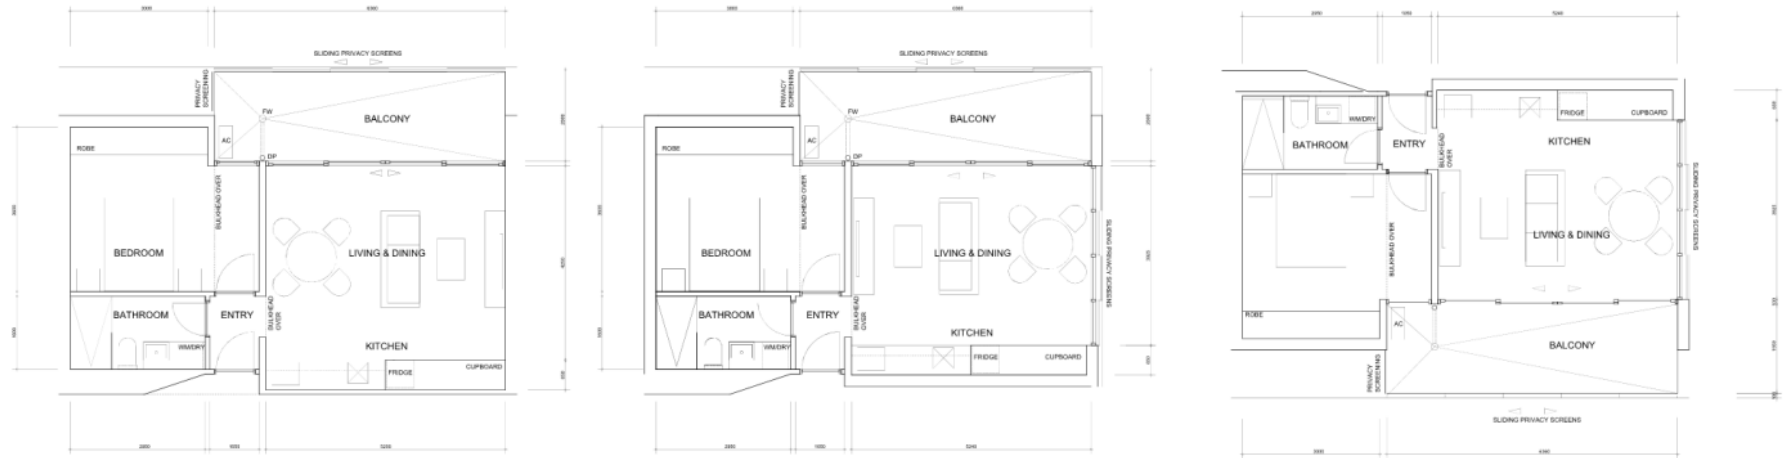 SLIDING PRIVACY SCREENS
PRIVACY
SCREENING
FW
BALCONY
AC
ROBE
DP
BULKHEAD OVER
BEDROOM
LIVING & DINING
BATHROOM
ENTRY
BULKHEAD
OVER
WM/DRY
KITCHEN
FRIDGE
CUPBOARD
SLIDING PRIVACY SCREENS
PRIVACY
SCREENING
FW
BALCONY
AC
ROBE
DP
BULKHEAD OVER
BEDROOM
LIVING & DINING
SLIDING PRIVACY SCREENS
BATHROOM
ENTRY
BULKHEAD
OVER
WM/DRY
KITCHEN
FRIDGE
CUPBOARD
FRIDGE
CUPBOARD
WM/DRY
BATHROOM
ENTRY
BULKHEAD
OVER
KITCHEN
SLIDING PRIVACY SCREENS
LIVING & DINING
BULKHEAD OVER
ROBE
AC
BALCONY
PRIVACY
SCREENING
SLIDING PRIVACY SCREENS